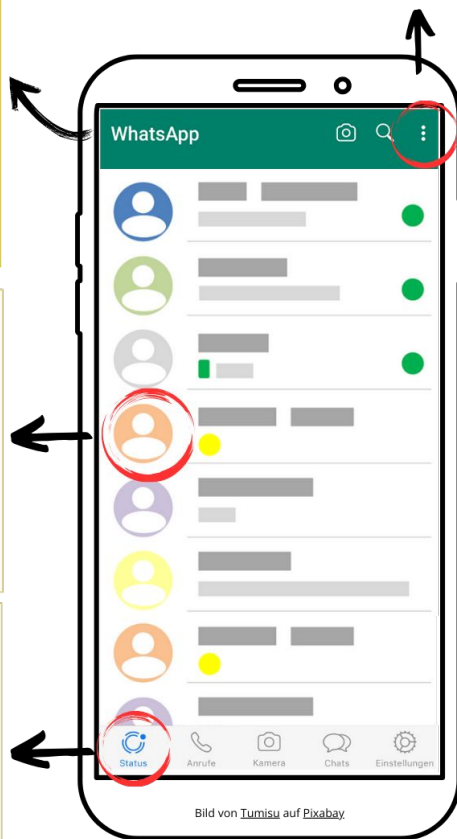 WhatsApp
Status Anrufe Kamera Chats Einstellungen
Bild von Tumisu auf Pixabay